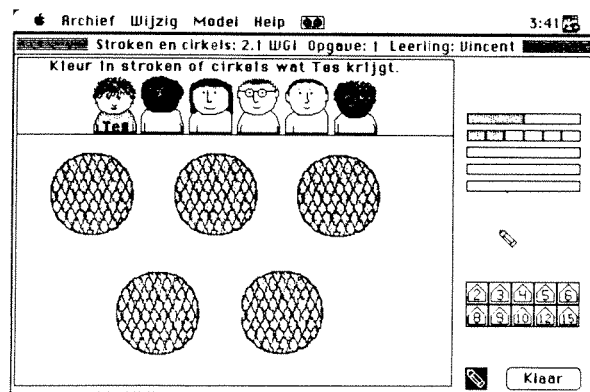 Archief Wijzig Model Help 3:41
Stroken en cirkels: 2.1 WGI Opgave: 1 Leerling: Vincent
Kleur in stroken of cirkels wat Tes krijgt.
Tes
2 3 4 5 6
8 9 10 12 15
Klaar